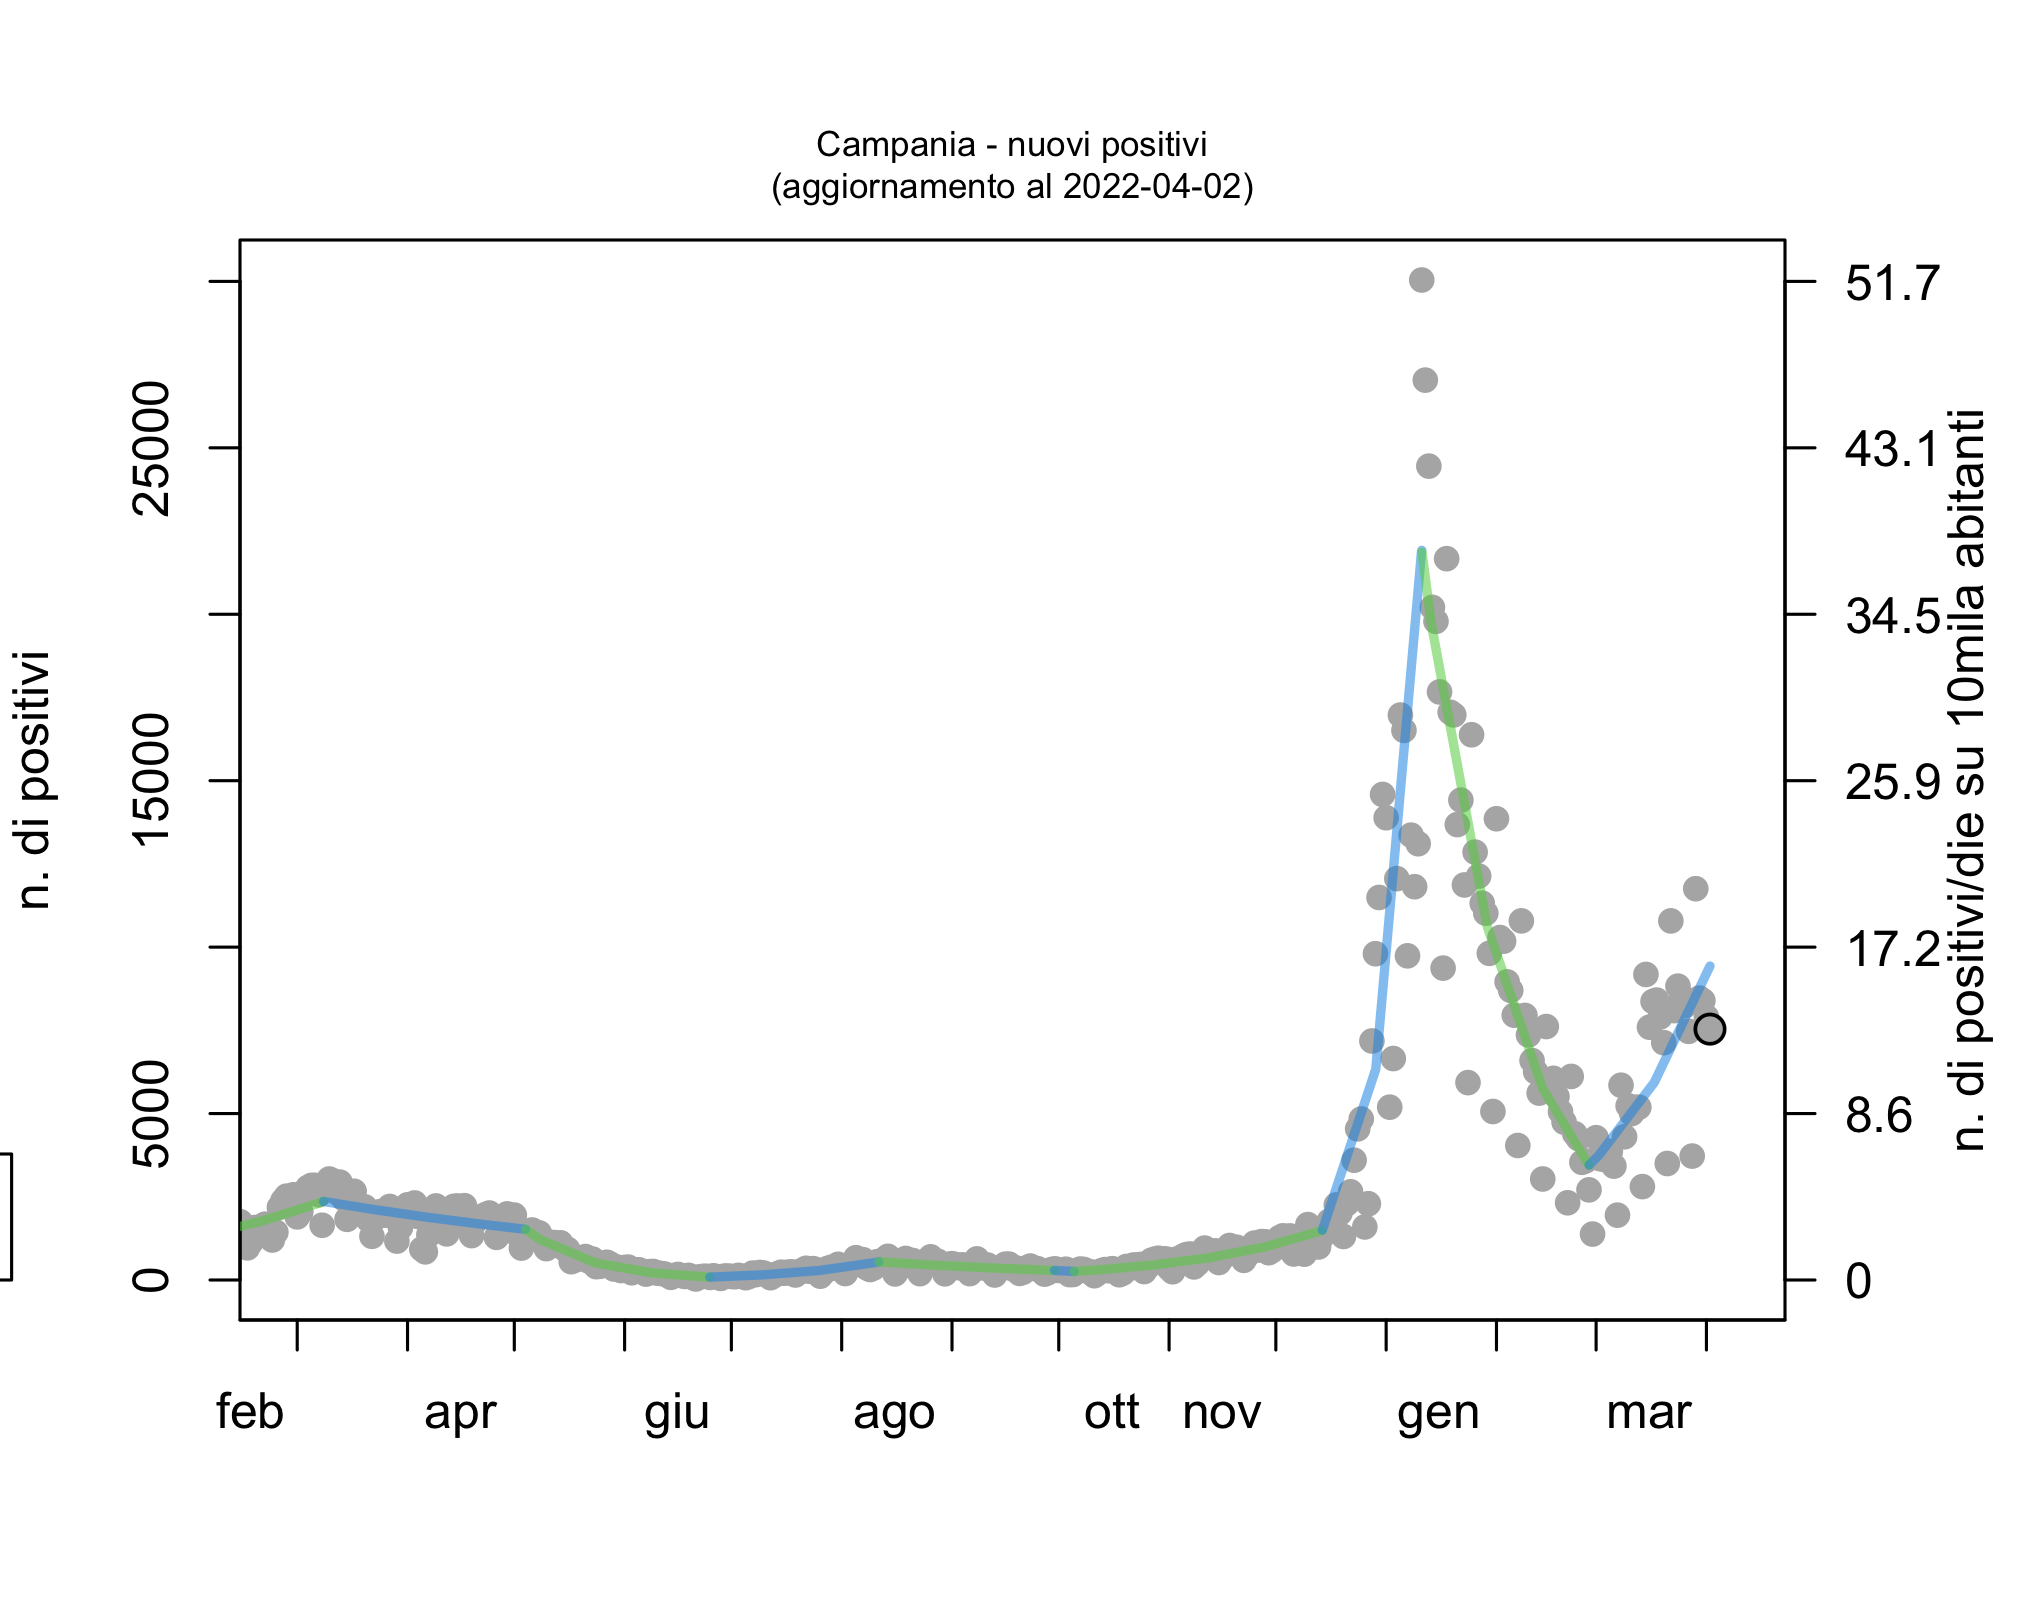 Campania - nuovi positivi
(aggiornamento al 2022-04-02)
n. di positivi
25000
15000
5000
0
51.7
43.1
34.5
25.9
17.2
8.6
0
n. di positivi/die su 10mila abitanti
feb apr giu ago ott nov gen mar